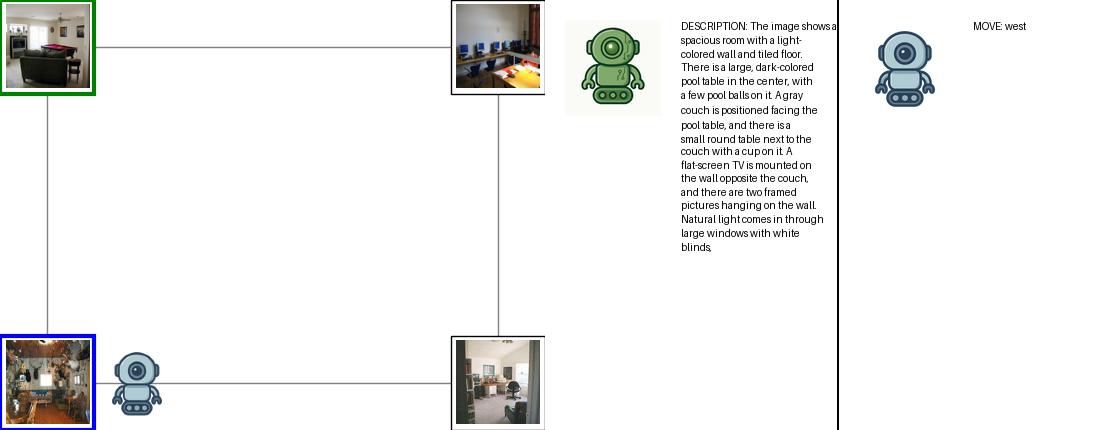 DESCRIPTION: The image shows a
spacious room with a light-
colored wall and tiled floor.
There is a large, dark-colored
pool table in the center, with
a few pool balls on it. A gray
couch is positioned facing the
pool table, and there is a
small round table next to the
couch with a cup on it. A
flat-screen TV is mounted on
the wall opposite the couch,
and there are two framed
pictures hanging on the wall.
Natural light comes in through
large windows with white
blinds,
MOVE: west